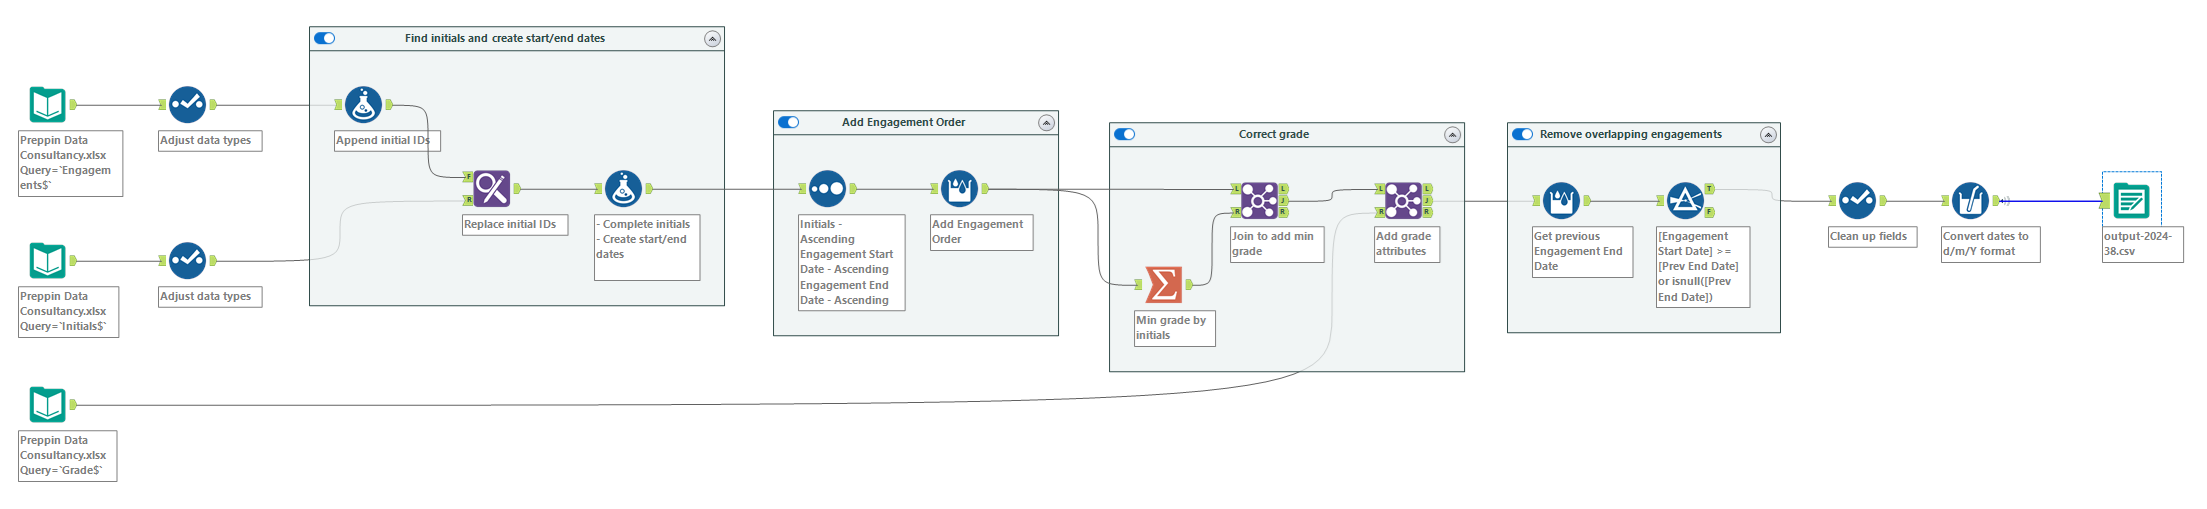 Find initials and create start/end dates
Preppin Data
Consultancy.xlsx
Query=`Engagem
ents$`
Adjust data types
Append initial IDs
F
R
Replace initial IDs
- Complete initials
- Create start/end
dates
Preppin Data
Consultancy.xlsx
Query=`Initials$`
Adjust data types
Preppin Data
Consultancy.xlsx
Query=`Grade$`
Add Engagement Order
Initials -
Ascending
Engagement Start
Date - Ascending
Engagement End
Date - Ascending
Add Engagement
Order
Correct grade
L
R
L
J
R
Join to add min
grade
L
R
L
J
R
Add grade
attributes
Min grade by
initials
Remove overlapping engagements
Get previous
Engagement End
Date
T
F
[Engagement
Start Date] >=
[Prev End Date]
or isnull([Prev
End Date])
Clean up fields
Convert dates to
d/m/Y format
output-2024-
38.csv